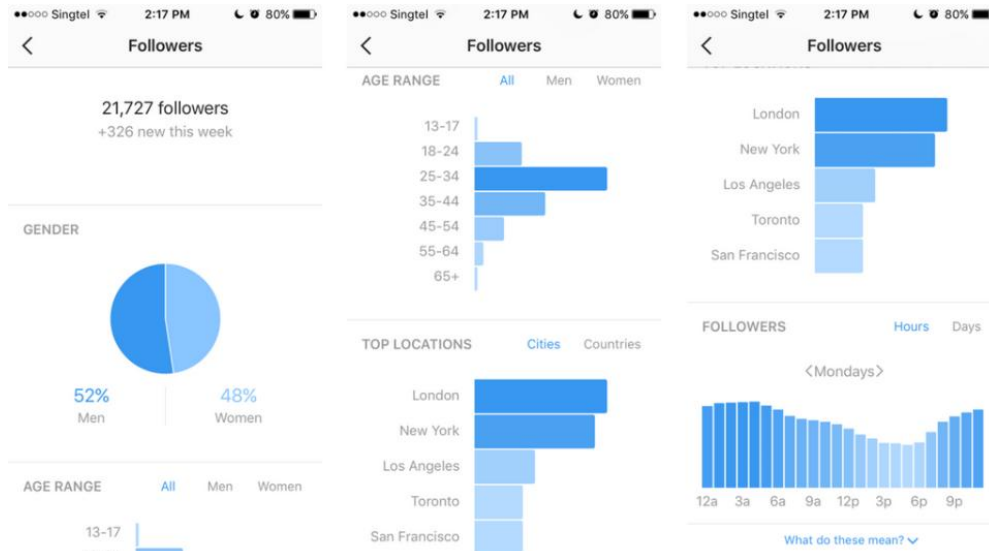 Singtel 2:17 PM 80%
Followers
21,727 followers
+326 new this week
GENDER
52%
Men
48%
Women
AGE RANGE All Men Women
13-17
Singtel 2:17 PM 80%
Followers
AGE RANGE All Men Women
13-17
18-24
25-34
35-44
45-54
55-64
65+
TOP LOCATIONS Cities Countries
London
New York
Los Angeles
Toronto
San Francisco
Singtel 2:17 PM 80%
Followers
London
New York
Los Angeles
Toronto
San Francisco
FOLLOWERS Hours Days
<Mondays>
12a 3a 6a 9a 12p 3p 6p 9p
What do these mean?